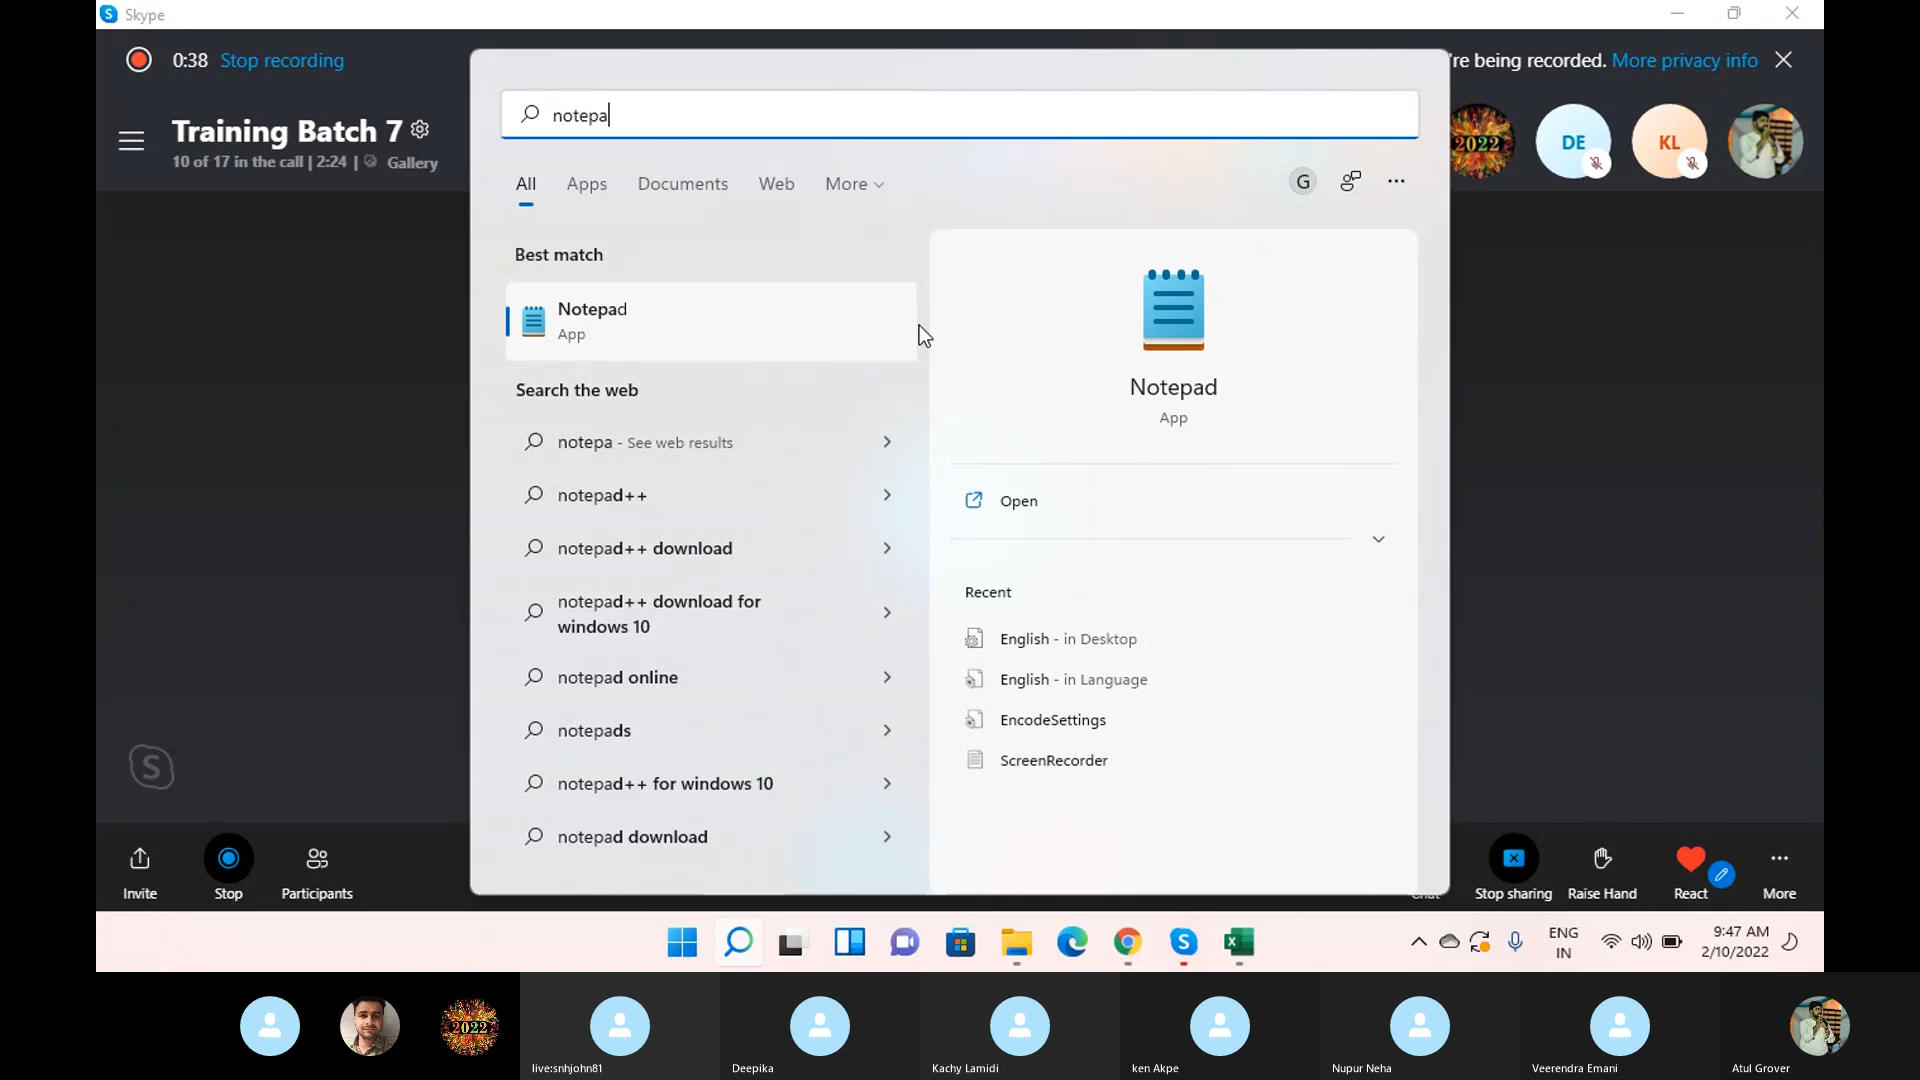 Skype
0:38 Stop recording
're being recorded. More privacy info
Training Batch 7
10 of 17 in the call | 2:24 | Gallery
2022
DE
KL
notepa
All Apps Documents Web More
G
Best match
Notepad
App
Search the web
notepa - See web results
notepad++
notepad++ download
notepad++ download for
windows 10
notepad online
notepads
notepad++ for windows 10
notepad download
Notepad
App
Open
Recent
English - in Desktop
English - in Language
EncodeSettings
ScreenRecorder
Invite
Stop
Participants
Chat
Stop sharing
Raise Hand
React
More
ENG
IN
9:47 AM
2/10/2022
2022
live:snhjohn81
Deepika
Kachy Lamidi
ken Akpe
Nupur Neha
Veerendra Emani
Atul Grover